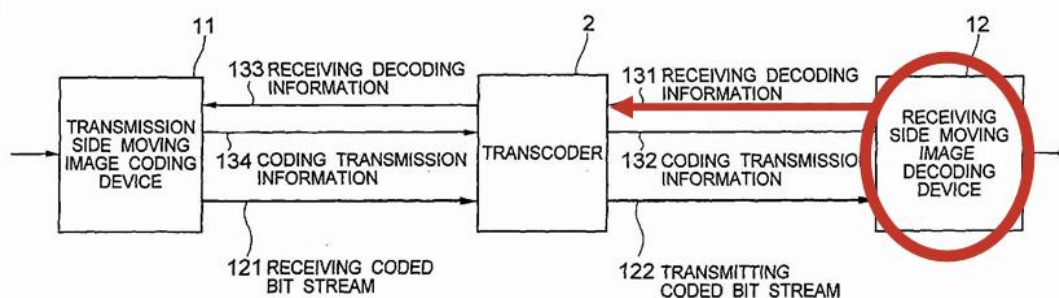 11
2
12
133 RECEIVING DECODING
INFORMATION
131 RECEIVING DECODING
INFORMATION
TRANSMISSION
SIDE MOVING
IMAGE CODING
DEVICE
134 CODING TRANSMISSION
INFORMATION
TRANSCODER
132 CODING TRANSMISSION
INFORMATION
RECEIVING
SIDE MOVING
IMAGE
DECODING
DEVICE
121 RECEIVING CODED
BIT STREAM
122 TRANSMITTING
CODED BIT STREAM